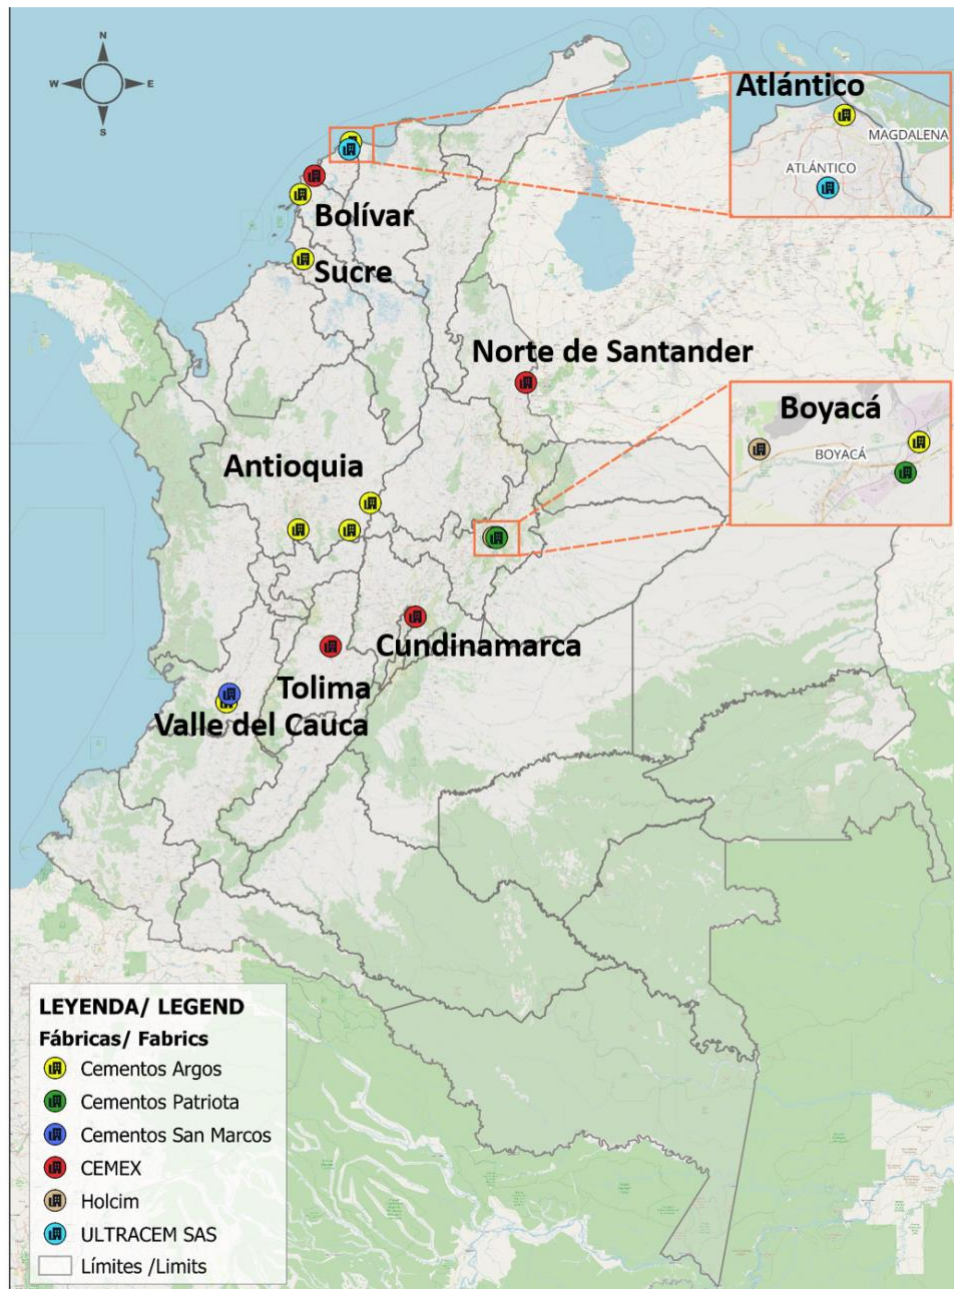 N
W E
S
Atlántico
MAGDALENA
ATLÁNTICO
Bolívar
Sucre
Norte de Santander
Boyacá
BOYACÁ
Antioquia
Cundinamarca
Tolima
Valle del Cauca
LEYENDA/ LEGEND
Fábricas/ Fabrics
Cementos Argos
Cementos Patriota
Cementos San Marcos
CEMEX
Holcim
ULTRACEM SAS
Límites /Limits